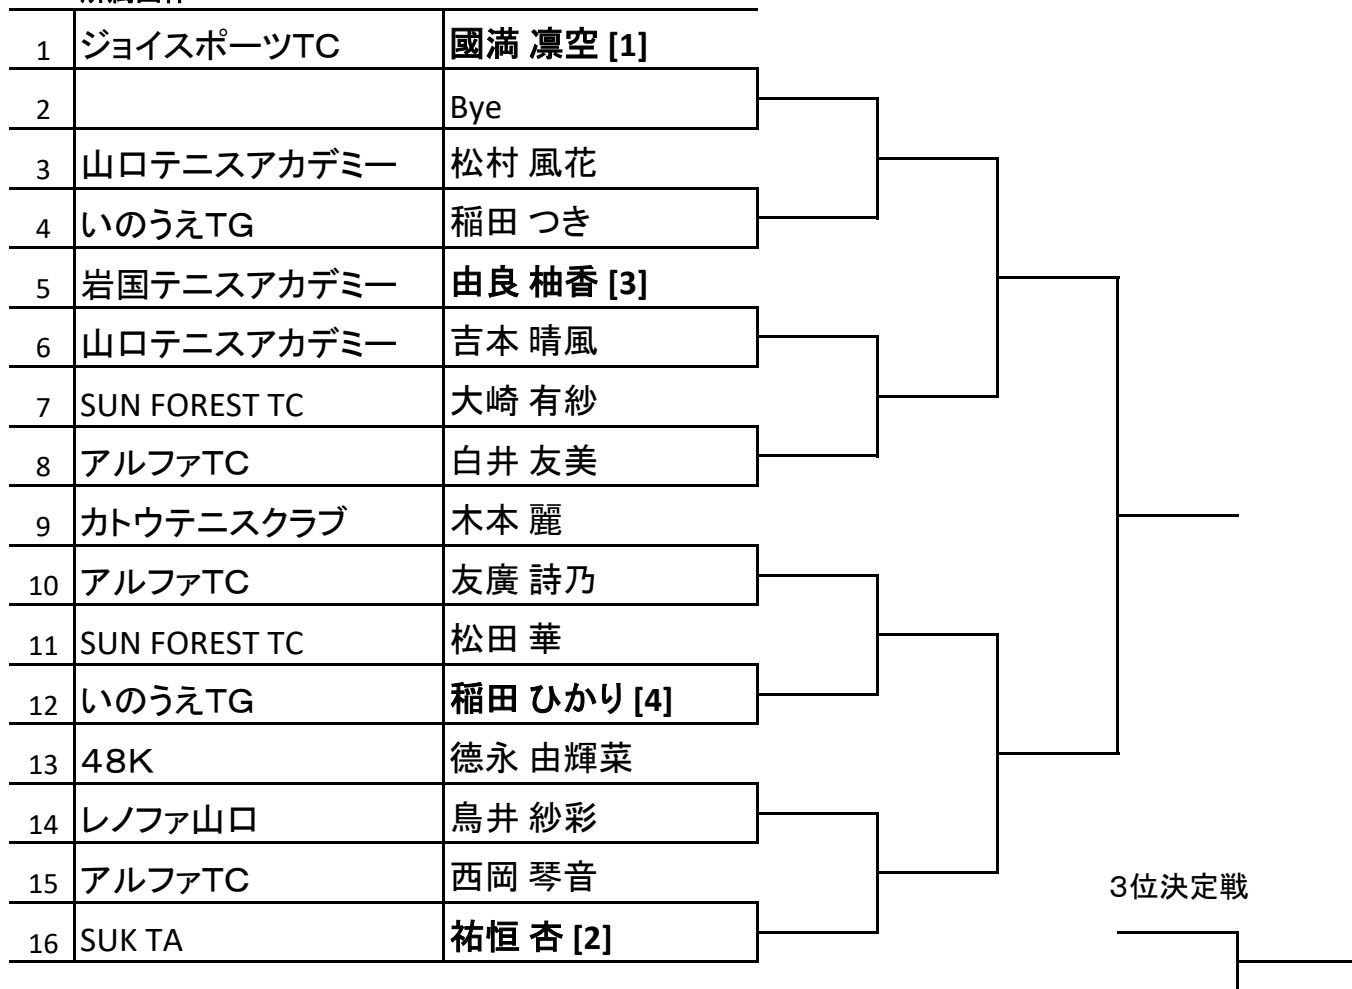 1 ジョイスポーツTC 國満 凛空 [1]
2 Bye
3 山口テニスアカデミー 松村 風花
4 いのうえTG 稲田 つき
5 岩国テニスアカデミー 由良 柚香 [3]
6 山口テニスアカデミー 吉本 晴風
7 SUN FOREST TC 大崎 有紗
8 アルファTC 白井 友美
9 カトウテニスクラブ 木本 麗
10 アルファTC 友廣 詩乃
11 SUN FOREST TC 松田 華
12 いのうえTG 稲田 ひかり [4]
13 48K 德永 由輝菜
14 レノファ山口 鳥井 紗彩
15 アルファTC 西岡 琴音
3位決定戦
16 SUK TA 祐恒 杏 [2]